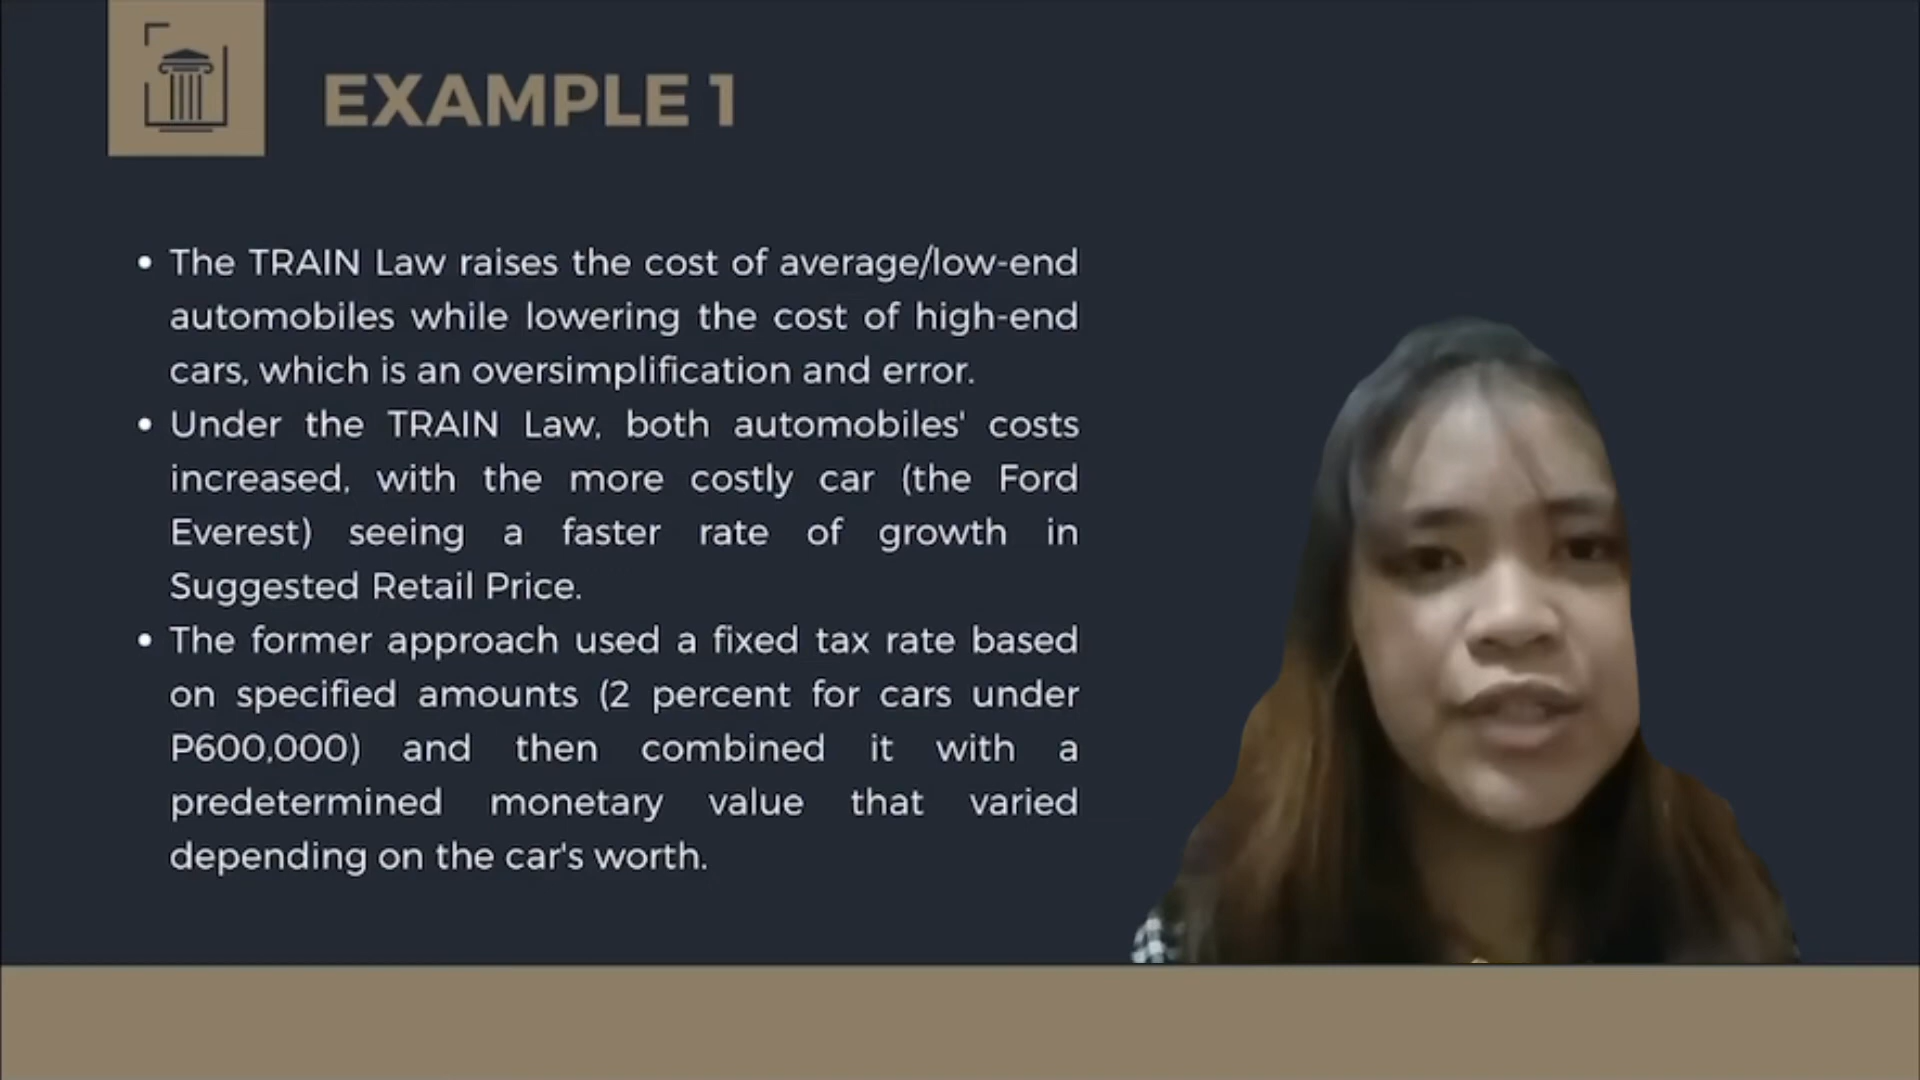 EXAMPLE 1
• The TRAIN Law raises the cost of average/low-end
automobiles while lowering the cost of high-end
cars, which is an oversimplification and error.
• Under the TRAIN Law, both automobiles' costs
increased, with the more costly car (the Ford
Everest) seeing a faster rate of growth in
Suggested Retail Price.
• The former approach used a fixed tax rate based
on specified amounts (2 percent for cars under
P600,000) and then combined it with a
predetermined monetary value that varied
depending on the car's worth.